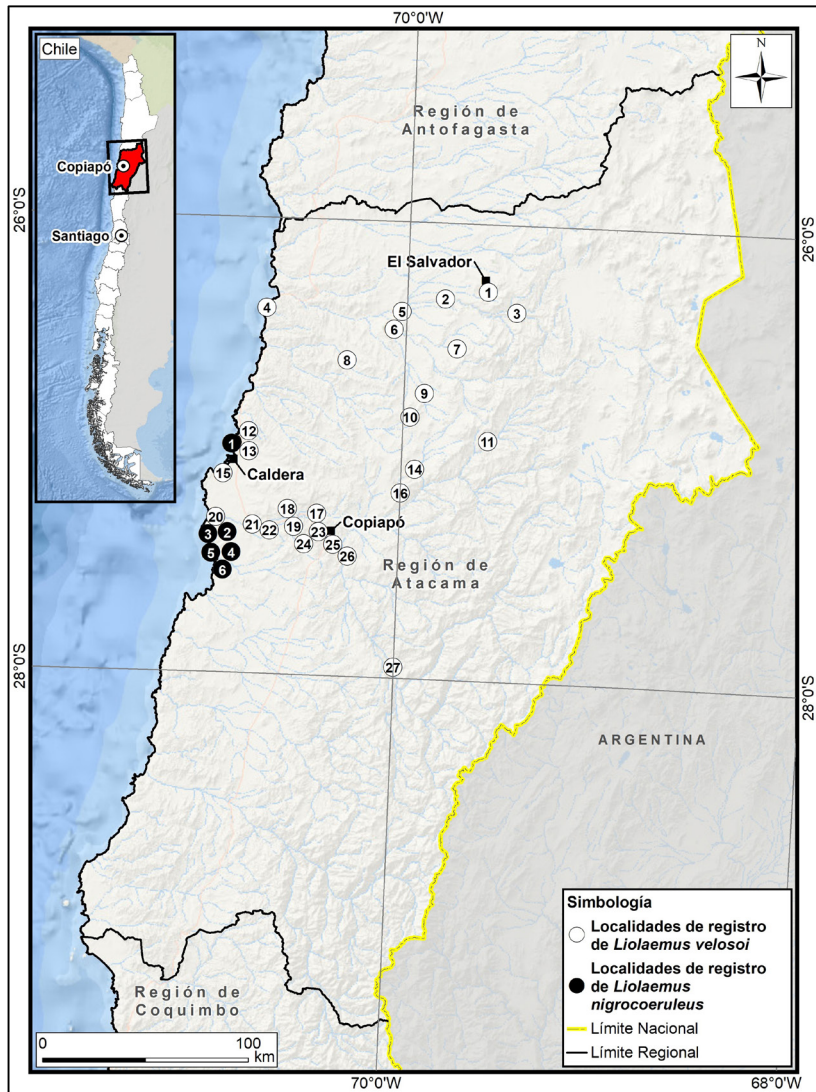 70°0'W
Chile
N
Copiapó
Santiago
Región de
Antofagasta
26°0'S
26°0'S
El Salvador
1
2
3
4
5
6
7
8
9
10
11
12
1
13
Caldera
15
14
16
18
17
20
21
22
19
23
Copiapó
24
25
26
3
2
5
4
6
Región de
Atacama
27
28°0'S
28°0'S
ARGENTINA
Región de
Coquimbo
Simbología
Localidades de registro
de Liolaemus velosoi
Localidades de registro
de Liolaemus
nigrocoeruleus
Límite Nacional
Límite Regional
0 100
km
70°0'W
68°0'W